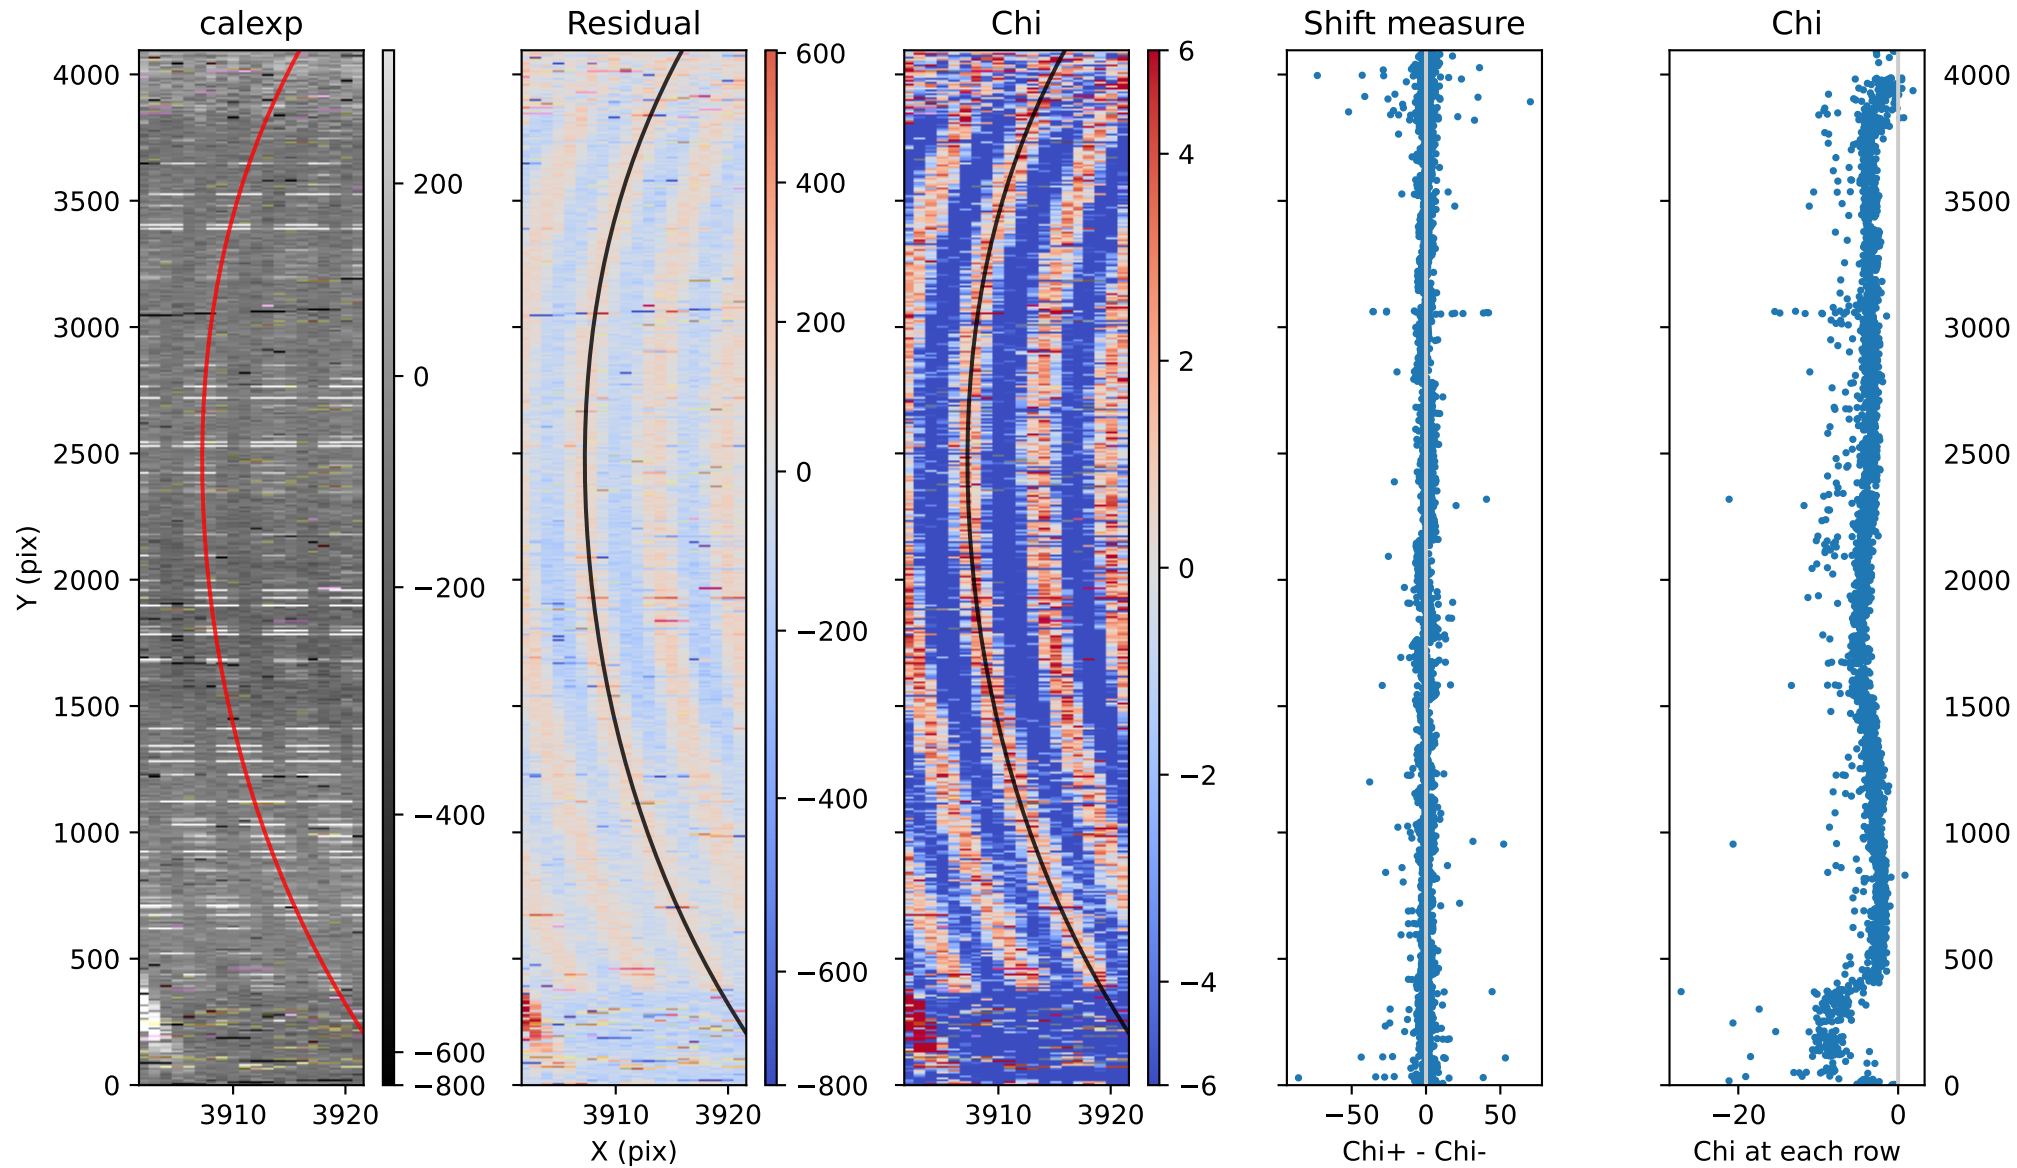 calexp Residual Chi Shift measure Chi
4000 3500 3000 2500 2000 1500 1000 500 0
Y (pix)
200 0 −200 −400 −600 −800
600 400 200 0 −200 −400 −600 −800
6 4 2 0 −2 −4 −6
4000 3500 3000 2500 2000 1500 1000 500 0
3910 3920 3910 3920 3910 3920 −50 0 50 −20 0
X (pix) Chi+ - Chi- Chi at each row